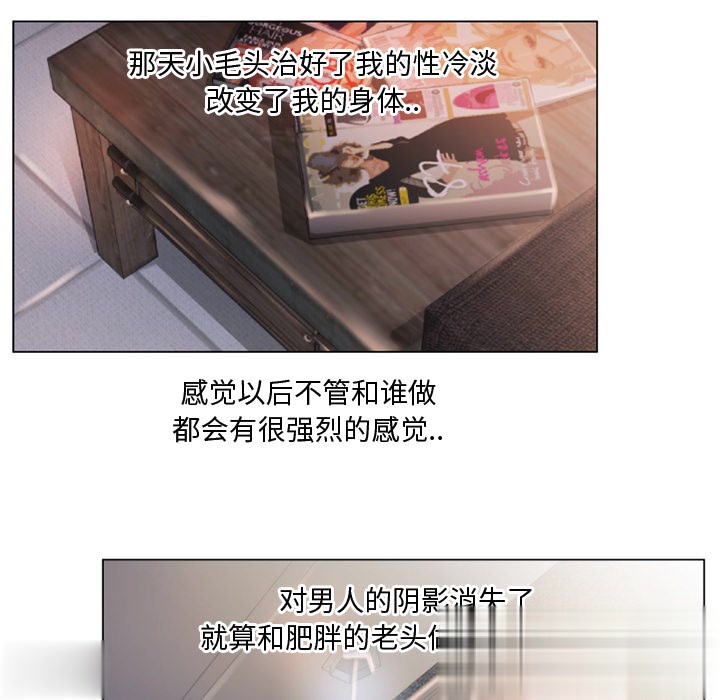 GORGEOUS
HAIR
那天小毛头治好了我的性冷淡
改变了我的身体..
感觉以后不管和谁做
都会有很强烈的感觉..
对男人的阴影消失了
就算和肥胖的老头